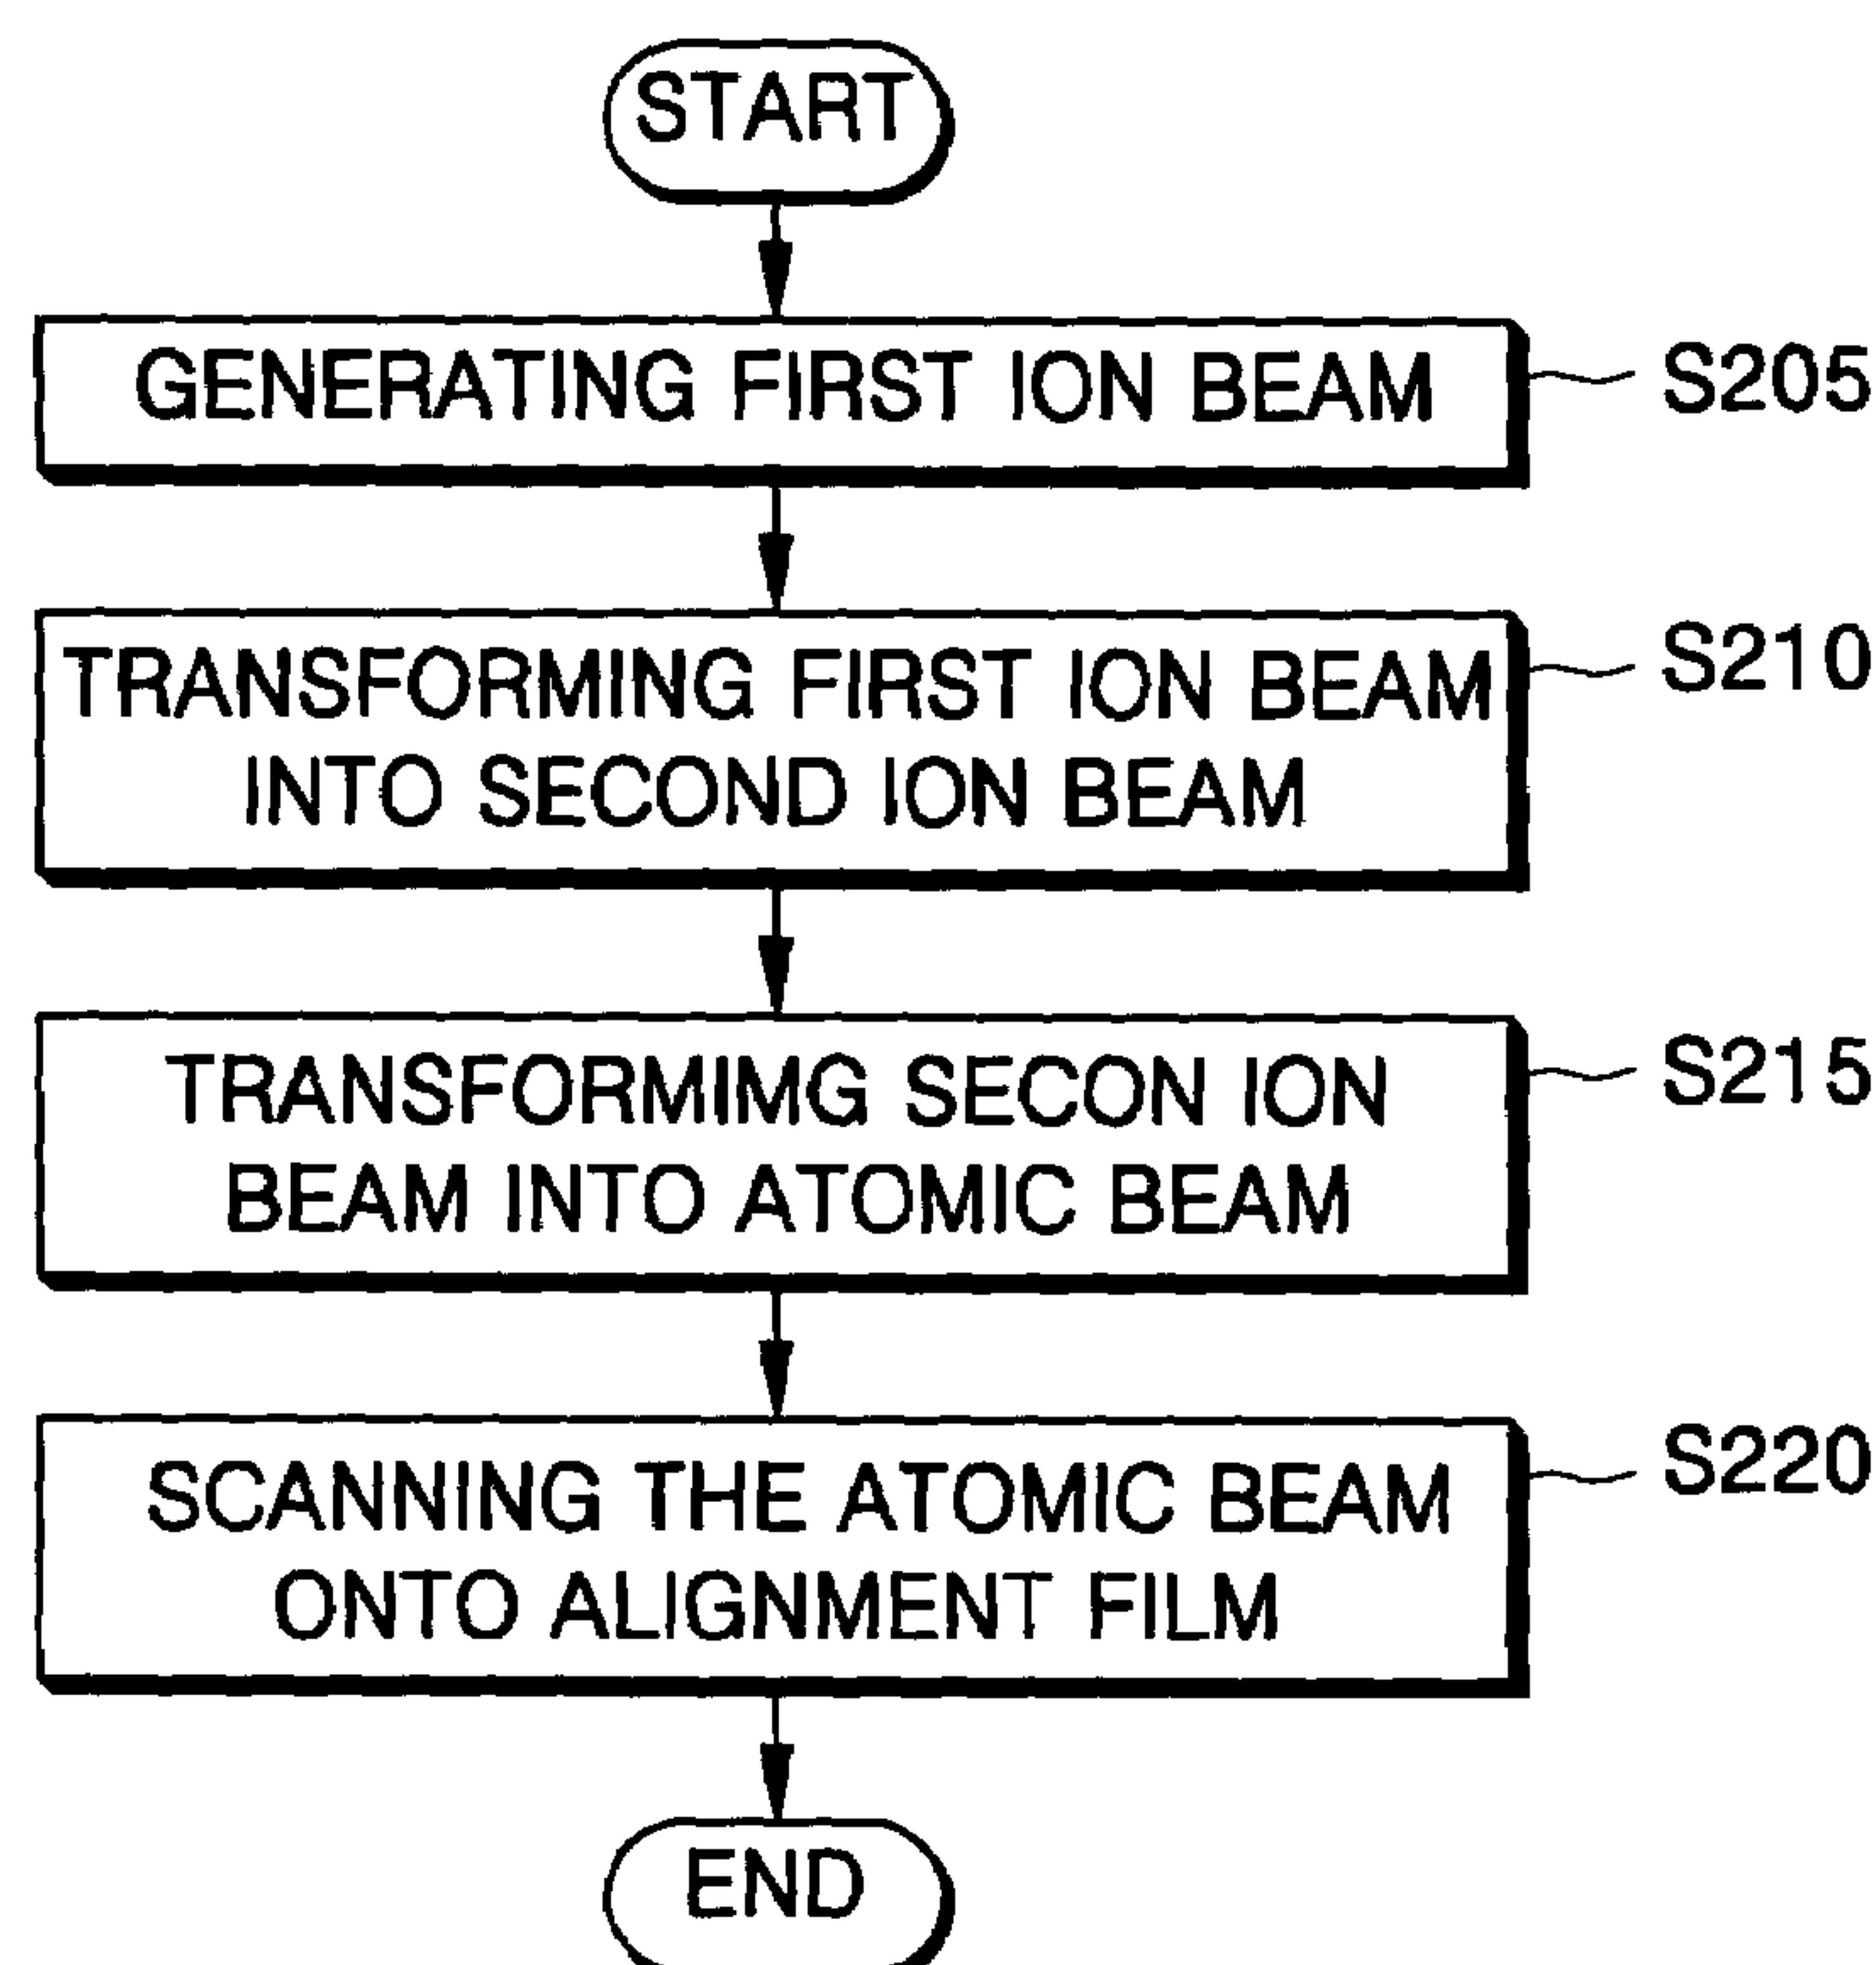 START
GENERATING FIRST ION BEAM
S205
TRANSFORMING FIRST ION BEAM
INTO SECOND ION BEAM
S210
TRANSFORMIMG SECON ION
BEAM INTO ATOMIC BEAM
S215
SCANNING THE ATOMIC BEAM
ONTO ALIGNMENT FILM
S220
END